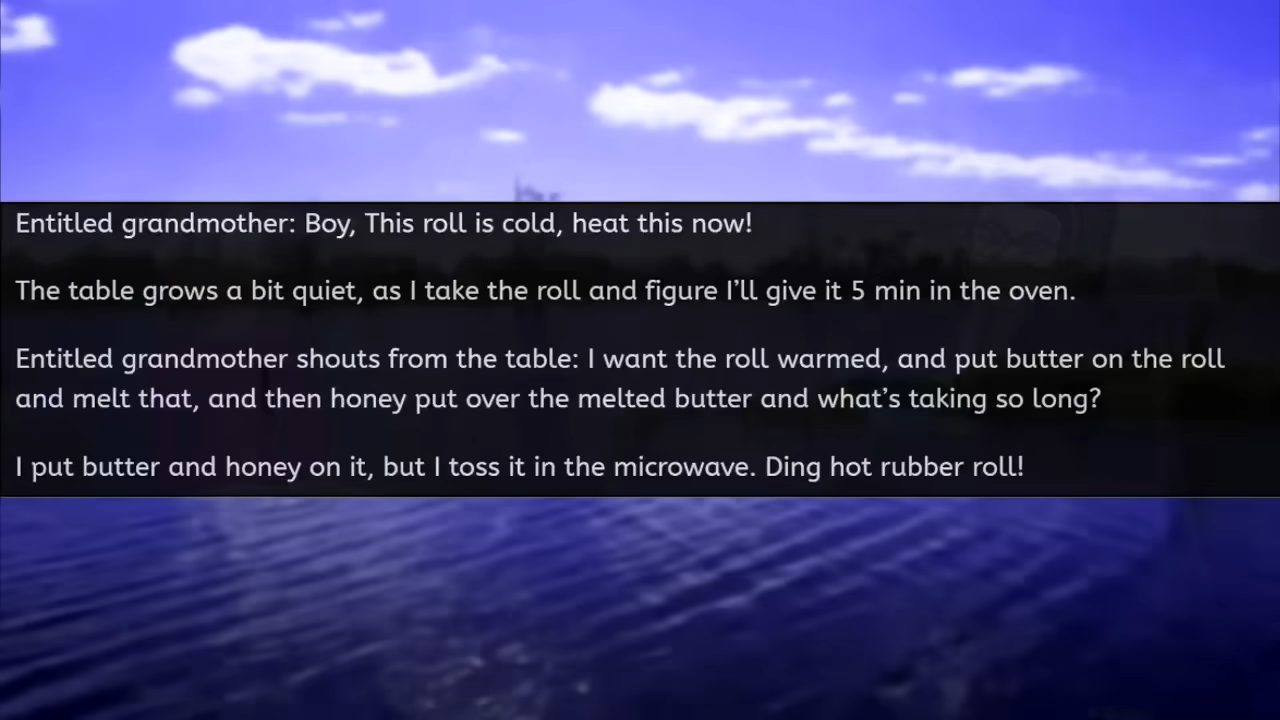 Entitled grandmother: Boy, This roll is cold, heat this now!
The table grows a bit quiet, as I take the roll and figure I’ll give it 5 min in the oven.
Entitled grandmother shouts from the table: I want the roll warmed, and put butter on the roll
and melt that, and then honey put over the melted butter and what’s taking so long?
I put butter and honey on it, but I toss it in the microwave. Ding hot rubber roll!